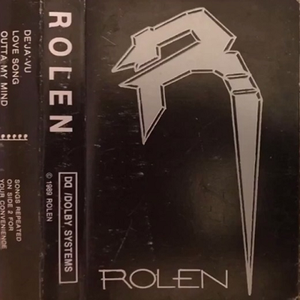 DE'JA-VU
LOVE SONG
OUTTA MY MIND
SONGS REPEATED
ON SIDE 2 FOR
YOUR CONVENIENCE
ROLEN
© 1989 ROLEN
DOLBY SYSTEMS
ROLEN